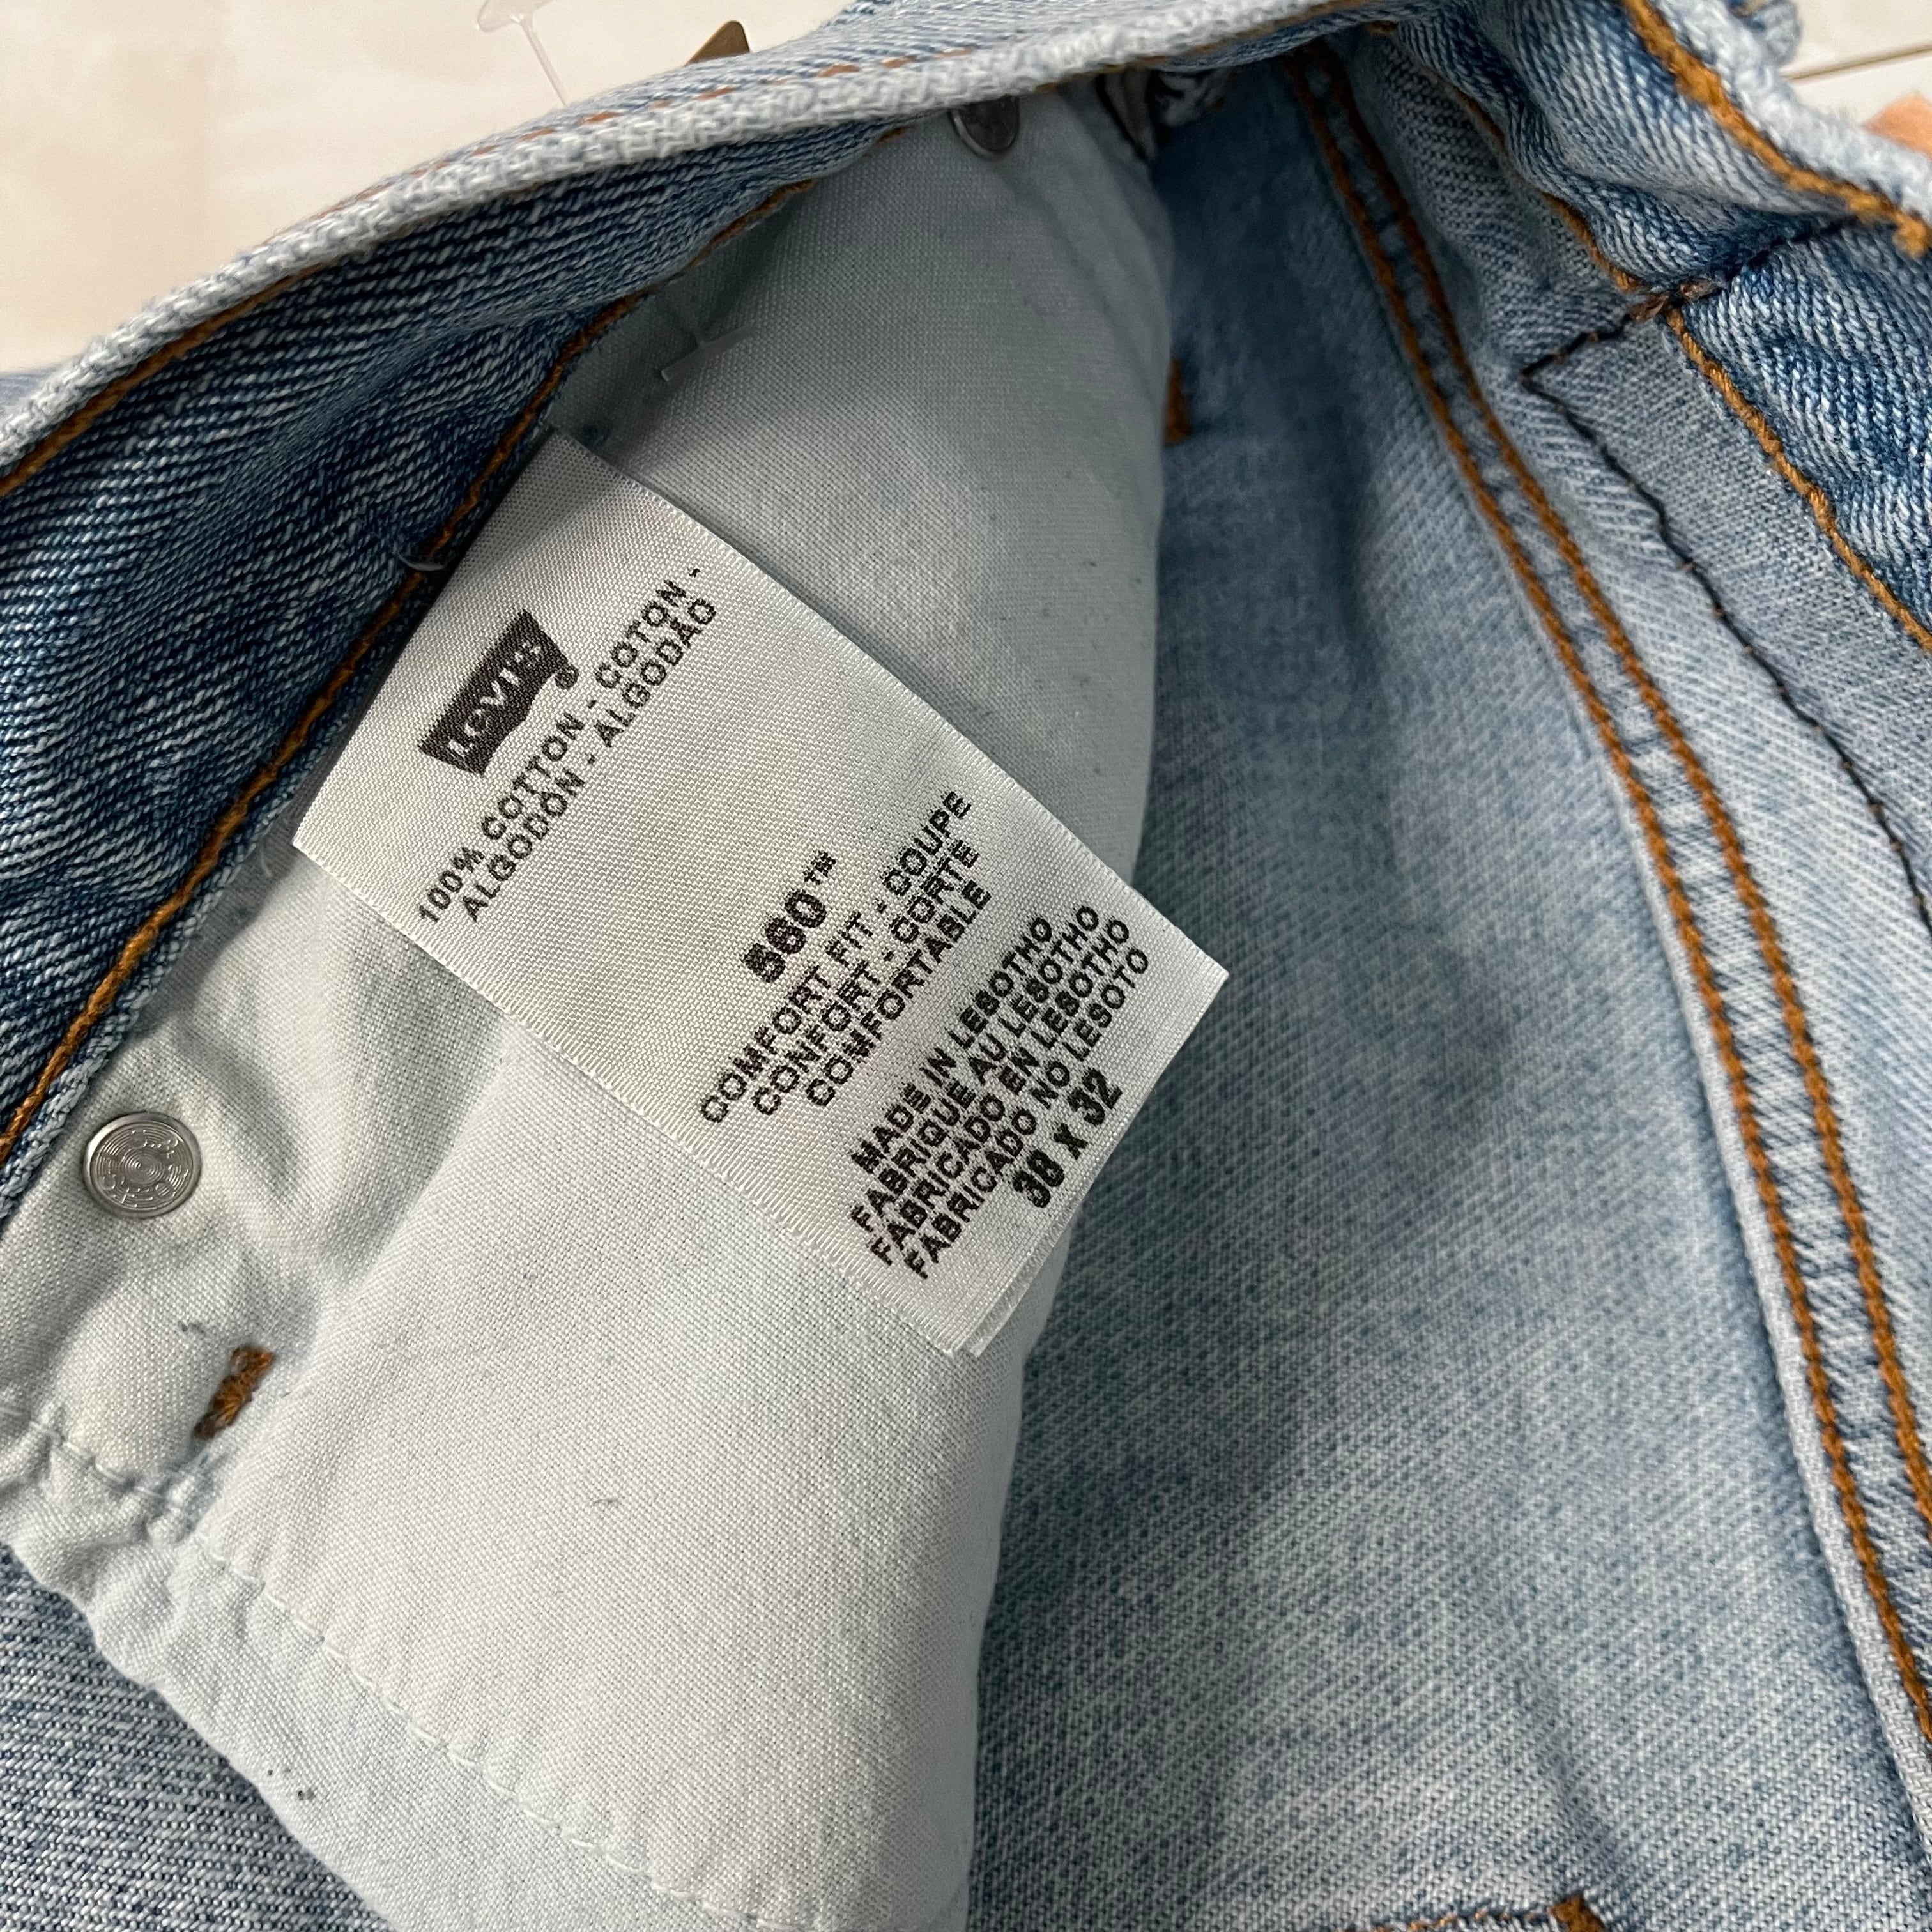 LEVI'S®
100% COTTON - COTON -
ALGODÓN - ALGODÃO
560™
COMFORT FIT - COUPE
CONFORT - CORTE
COMFORTABLE
MADE IN LESOTHO
FABRIQUE AU LESOTHO
FABRICADO EN LESOTHO
FABRICADO NO LESOTO
38 X 32